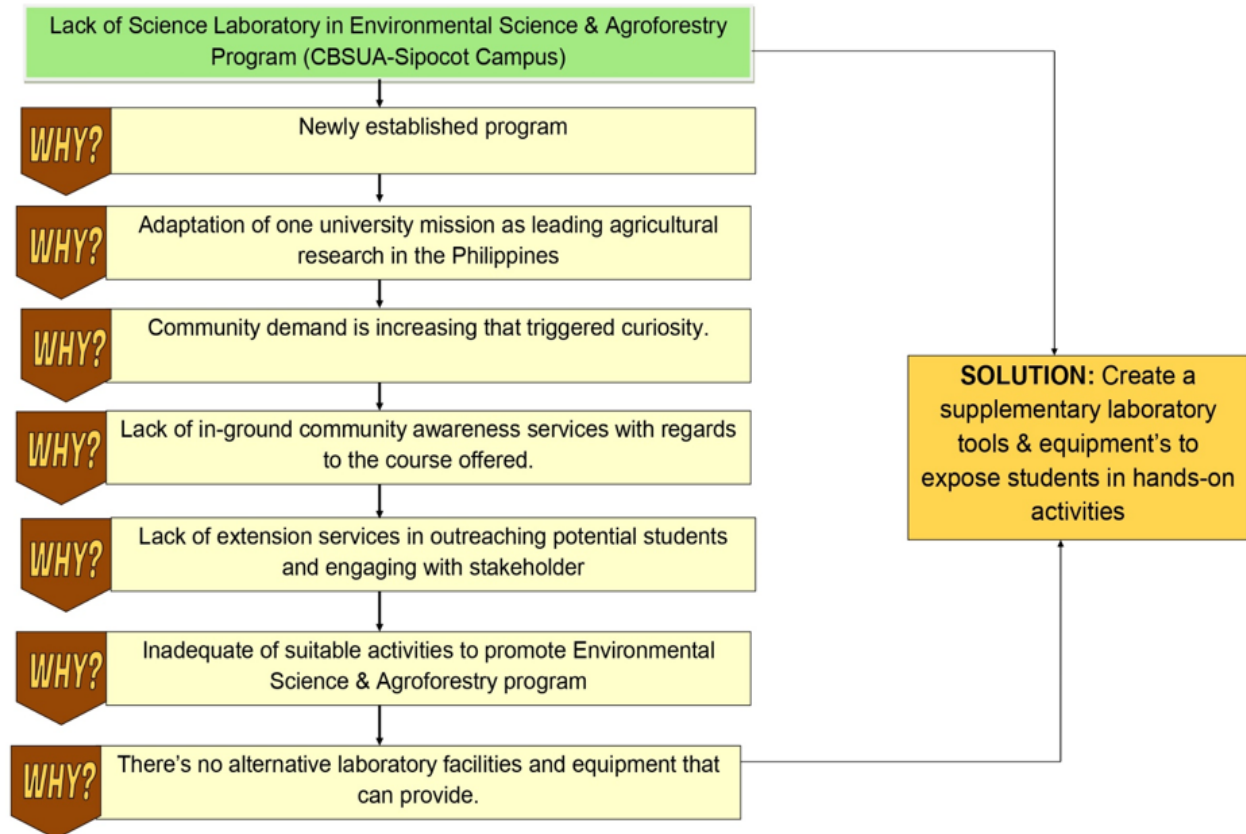 Lack of Science Laboratory in Environmental Science & Agroforestry
Program (CBSUA-Sipocot Campus)
WHY?
Newly established program
WHY?
Adaptation of one university mission as leading agricultural
research in the Philippines
WHY?
Community demand is increasing that triggered curiosity.
WHY?
Lack of in-ground community awareness services with regards
to the course offered.
WHY?
Lack of extension services in outreaching potential students
and engaging with stakeholder
WHY?
Inadequate of suitable activities to promote Environmental
Science & Agroforestry program
WHY?
There's no alternative laboratory facilities and equipment that
can provide.
SOLUTION: Create a
supplementary laboratory
tools & equipment's to
expose students in hands-on
activities